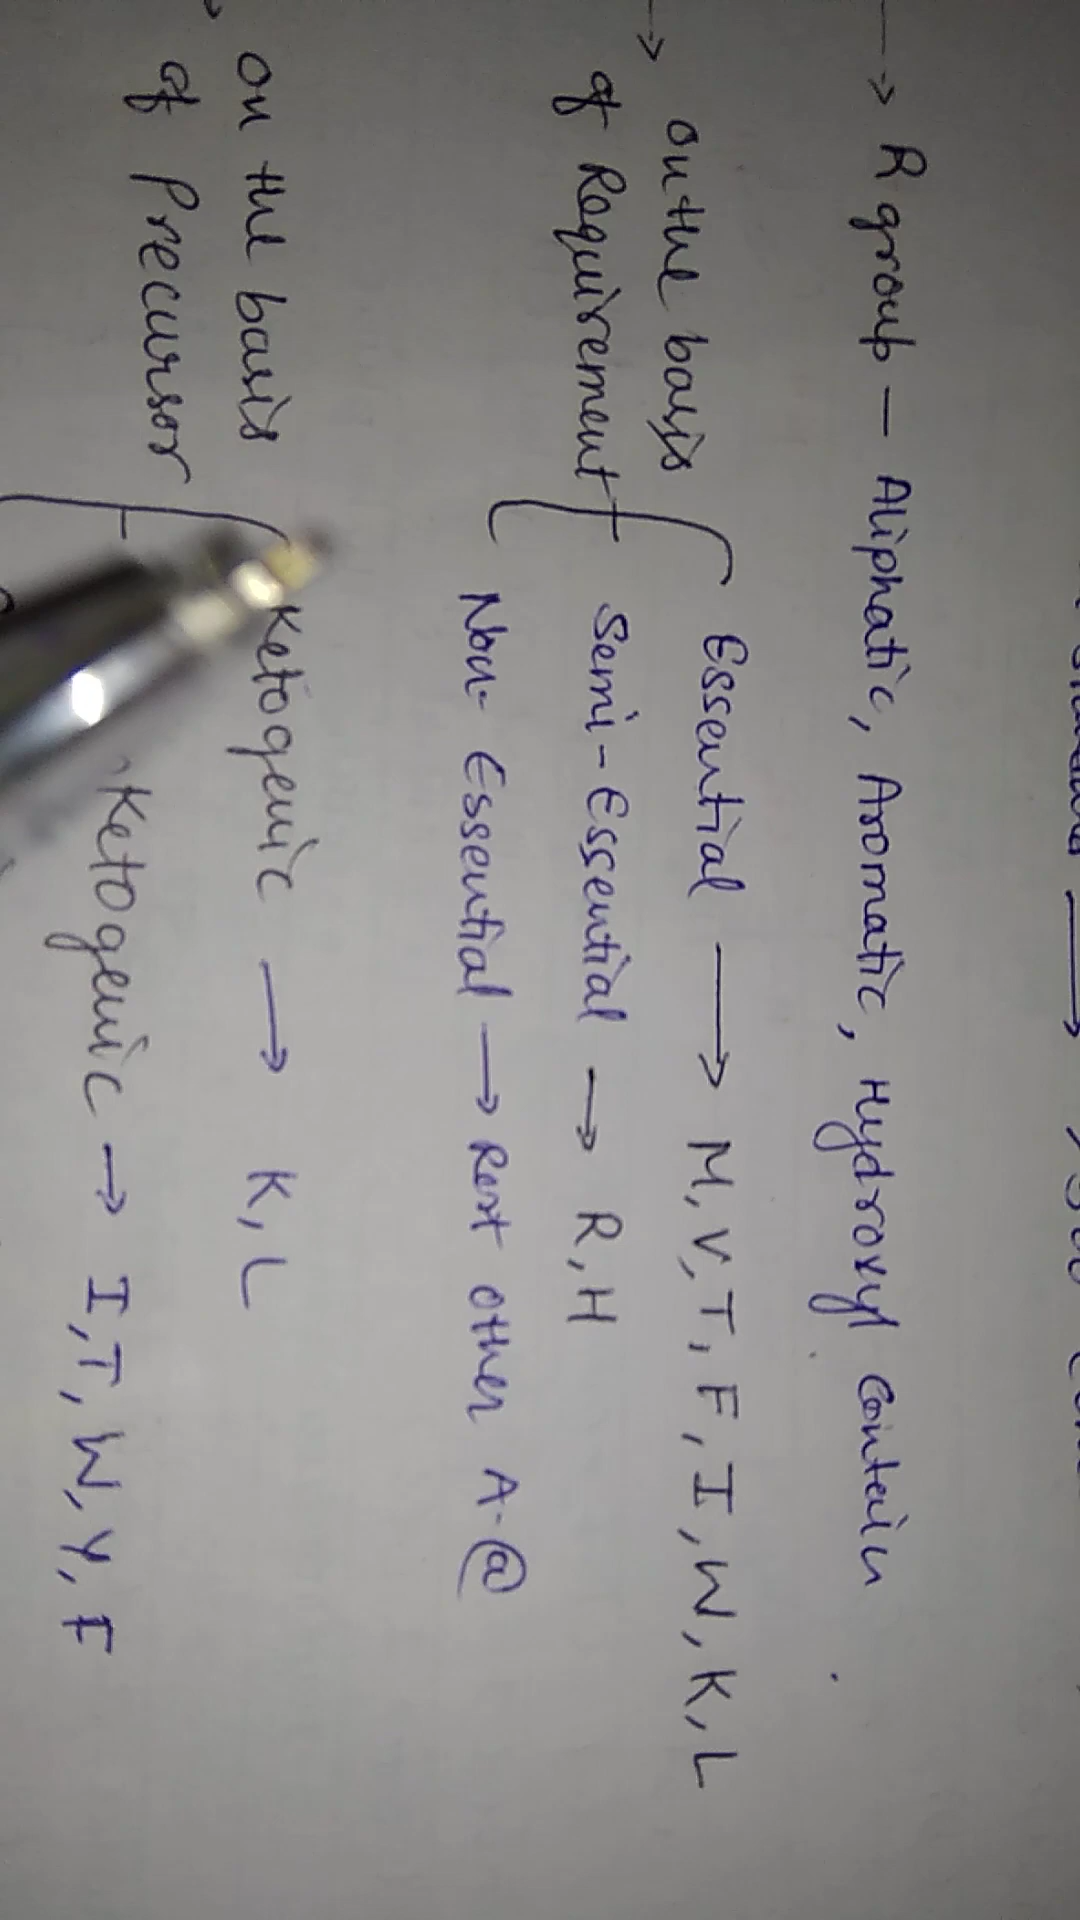 → R group — Aliphatic, Aromatic, Hydroxyl Contain
→ on the basis of Requirement
Essential → M, V, T, F, I, W, K, L
Semi-Essential → R, H
Non-Essential → Rest other A.@
on the basis of Precursor
Ketogenic → K, L
Ketogenic → I, T, W, Y, F